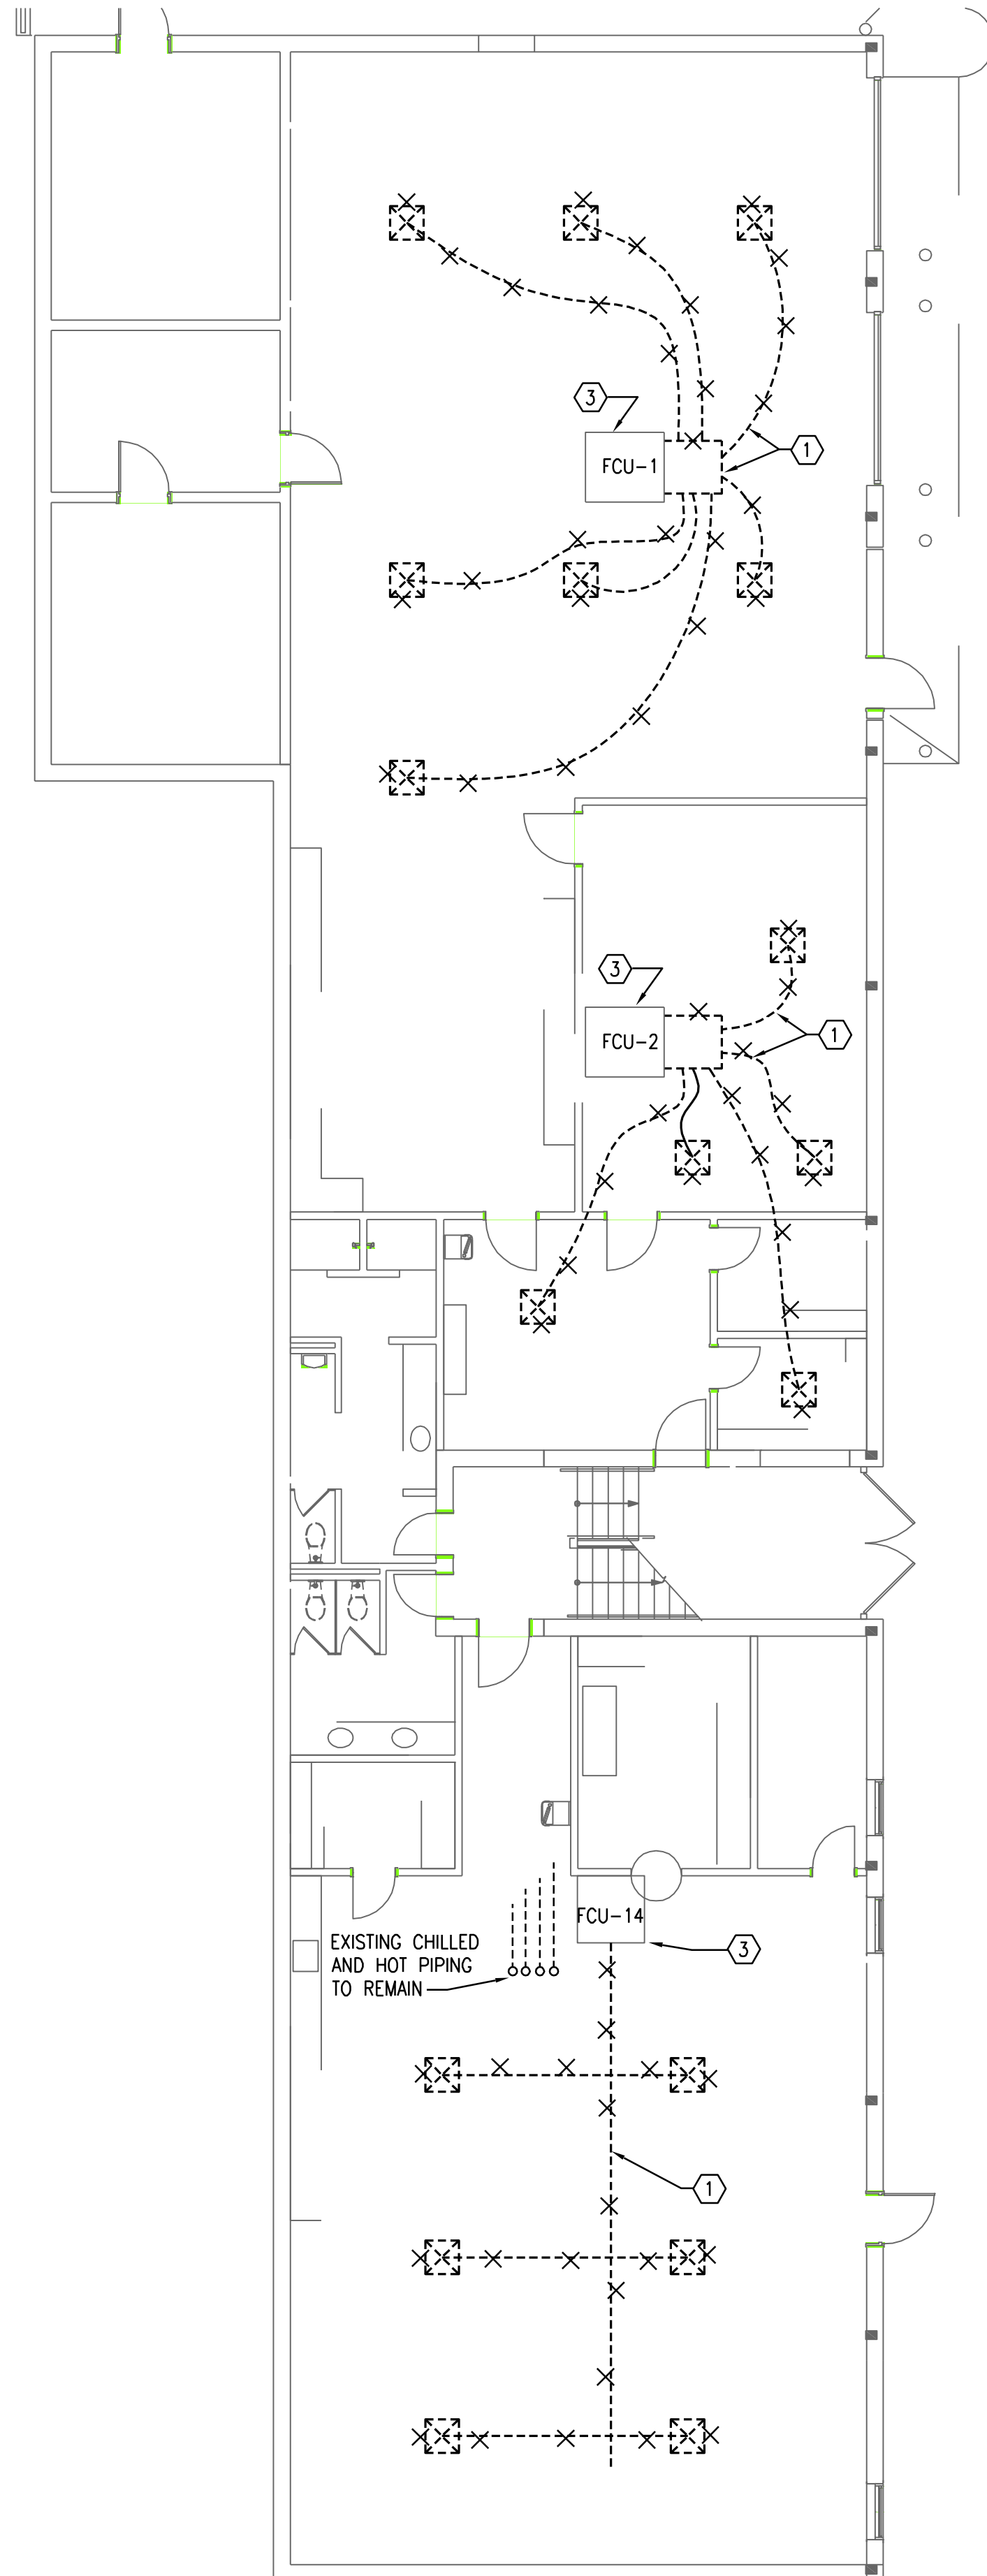 3
1
FCU-1
3
1
FCU-2
FCU-14
3
EXISTING CHILLED
AND HOT PIPING
TO REMAIN
1